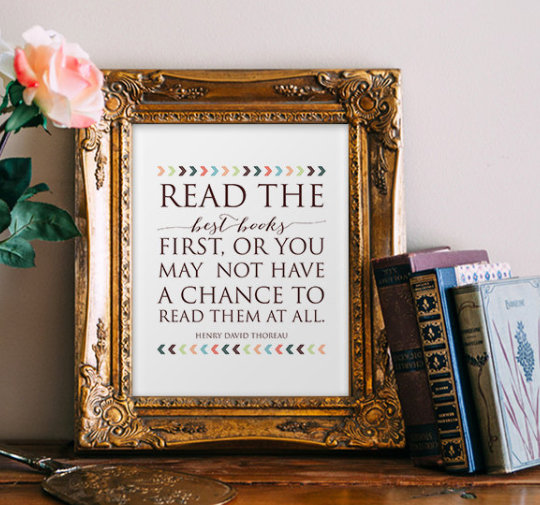 READ THE
best books
FIRST, OR YOU
MAY NOT HAVE
A CHANCE TO
READ THEM AT ALL.
HENRY DAVID THOREAU